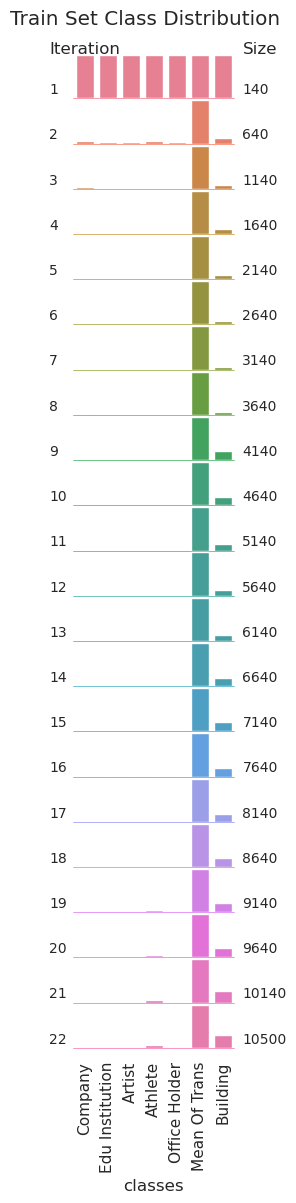 Train Set Class Distribution
Iteration Size
1 140
2 640
3 1140
4 1640
5 2140
6 2640
7 3140
8 3640
9 4140
10 4640
11 5140
12 5640
13 6140
14 6640
15 7140
16 7640
17 8140
18 8640
19 9140
20 9640
21 10140
22 10500
Company
Edu Institution
Artist
Athlete
Office Holder
Mean Of Trans
Building
classes